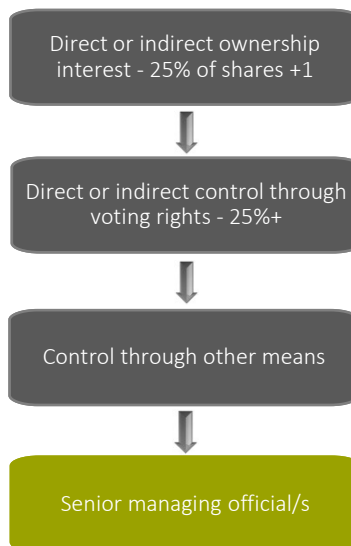 Direct or indirect ownership
interest - 25% of shares +1
Direct or indirect control through
voting rights - 25%+
Control through other means
Senior managing official/s